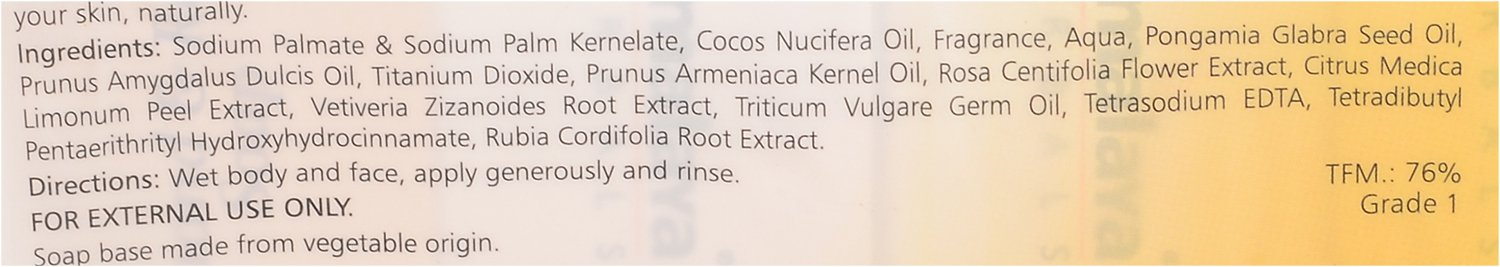 your skin, naturally.
Ingredients: Sodium Palmate & Sodium Palm Kernelate, Cocos Nucifera Oil, Fragrance, Aqua, Pongamia Glabra Seed Oil,
Prunus Amygdalus Dulcis Oil, Titanium Dioxide, Prunus Armeniaca Kernel Oil, Rosa Centifolia Flower Extract, Citrus Medica
Limonum Peel Extract, Vetiveria Zizanoides Root Extract, Triticum Vulgare Germ Oil, Tetrasodium EDTA, Tetradibutyl
Pentaerithrityl Hydroxyhydrocinnamate, Rubia Cordifolia Root Extract.
Directions: Wet body and face, apply generously and rinse.
TFM.: 76%
FOR EXTERNAL USE ONLY.
Grade 1
Soap base made from vegetable origin.